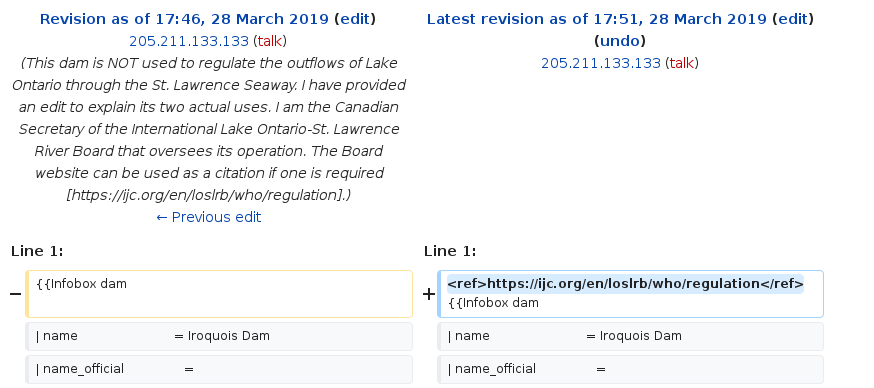 Revision as of 17:46, 28 March 2019 (edit)
205.211.133.133 (talk)
(This dam is NOT used to regulate the outflows of Lake
Ontario through the St. Lawrence Seaway. I have provided
an edit to explain its two actual uses. I am the Canadian
Secretary of the International Lake Ontario-St. Lawrence
River Board that oversees its operation. The Board
website can be used as a citation if one is required
[https://ijc.org/en/loslrb/who/regulation].)
← Previous edit
Latest revision as of 17:51, 28 March 2019 (edit)
(undo)
205.211.133.133 (talk)
Line 1:
Line 1:
− {{Infobox dam
+ <ref>https://ijc.org/en/loslrb/who/regulation</ref>
{{Infobox dam
| name = Iroquois Dam
| name = Iroquois Dam
| name_official =
| name_official =